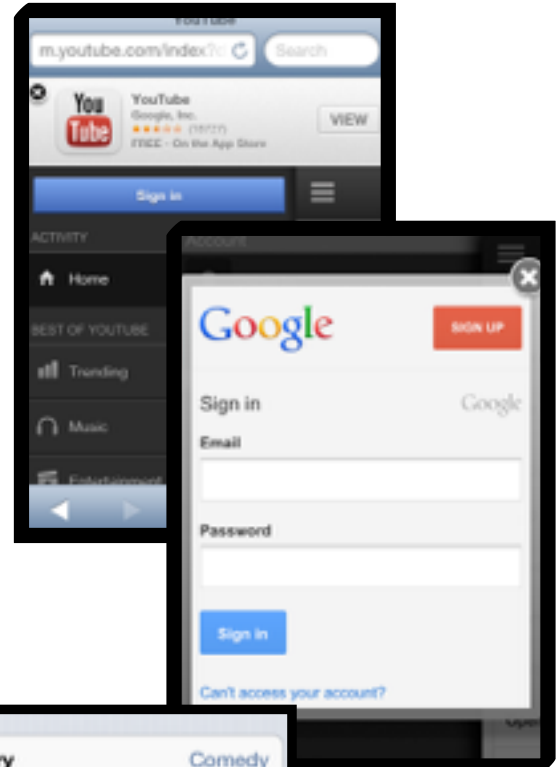 YouTube
m.youtube.com/index?
Search
You
Tube
YouTube
Google, Inc.
FREE - On the App Store
VIEW
Sign in
ACTIVITY
Home
BEST OF YOUTUBE
Trending
Music
Entertainment
Account
Google
SIGN UP
Sign in
Google
Email
Password
Sign in
Can't access your account?
Comedy